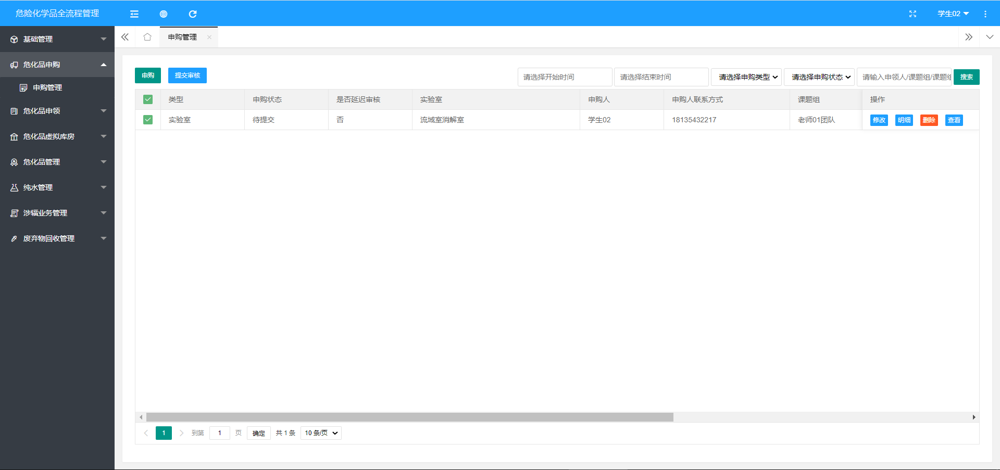 危险化学品全流程管理
学生02
基础管理
危化品申购
申购管理
危化品申领
危化品虚拟库房
危化品管理
纯水管理
涉辐业务管理
废弃物回收管理
申购管理
申购 提交审核 请选择开始时间 请选择结束时间 请选择申购类型 请选择申购状态 请输入申领人/课题组/课题组 搜索
类型 申购状态 是否延迟审核 实验室 申购人 申购人联系方式 课题组 操作
实验室 待提交 否 流域室消解室 学生02 18135432217 老师01团队 修改 明细 删除 查看
1 到第 1 页 确定 共 1 条 10 条/页